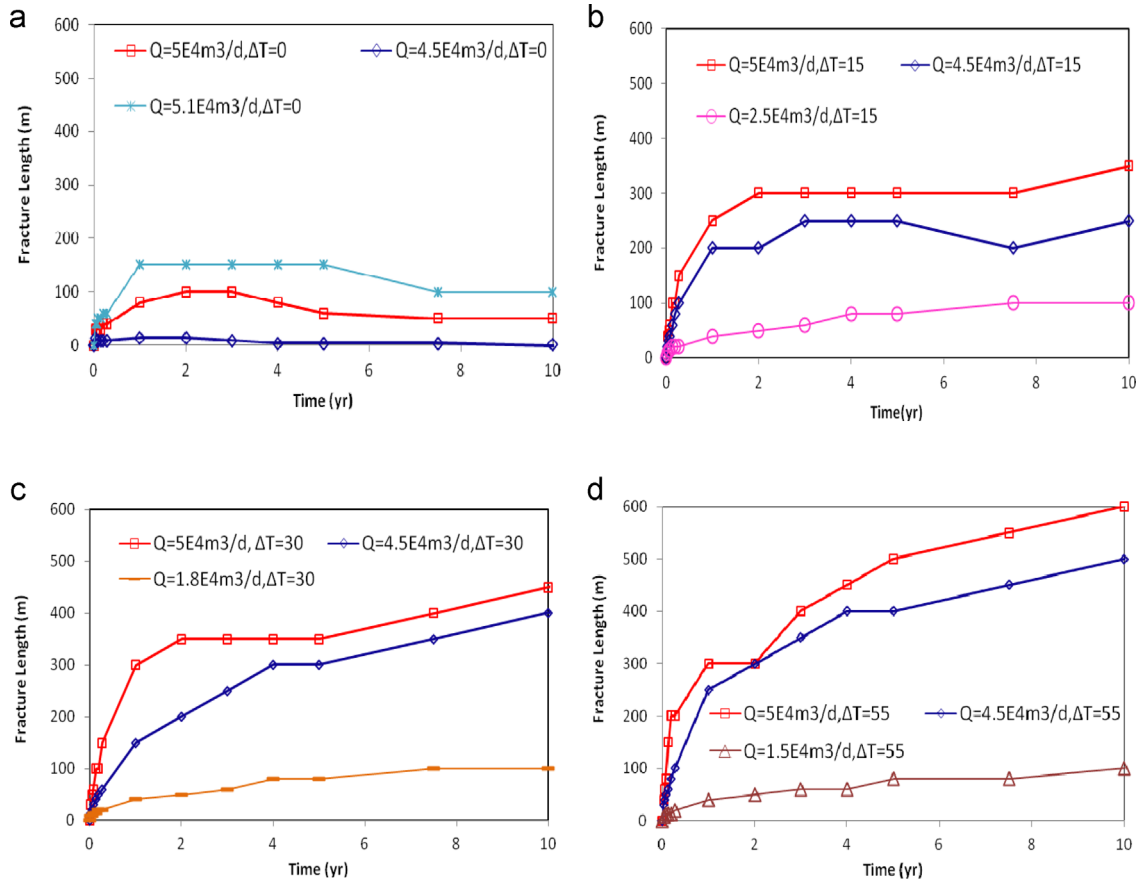 a
600
500
400
300
200
100
0
Fracture Length (m)
Q=5E4m3/d,ΔT=0
Q=4.5E4m3/d,ΔT=0
Q=5.1E4m3/d,ΔT=0
0 2 4 6 8 10
Time (yr)
b
600
500
400
300
200
100
0
Fracture Length (m)
Q=5E4m3/d,ΔT=15
Q=4.5E4m3/d,ΔT=15
Q=2.5E4m3/d,ΔT=15
0 2 4 6 8 10
Time(yr)
c
600
500
400
300
200
100
0
Fracture Length (m)
Q=5E4m3/d, ΔT=30
Q=4.5E4m3/d,ΔT=30
Q=1.8E4m3/d,ΔT=30
0 2 4 6 8 10
Time (yr)
d
600
500
400
300
200
100
0
Fracture Length (m)
Q=5E4m3/d,ΔT=55
Q=4.5E4m3/d,ΔT=55
Q=1.5E4m3/d,ΔT=55
0 2 4 6 8 10
Time (yr)